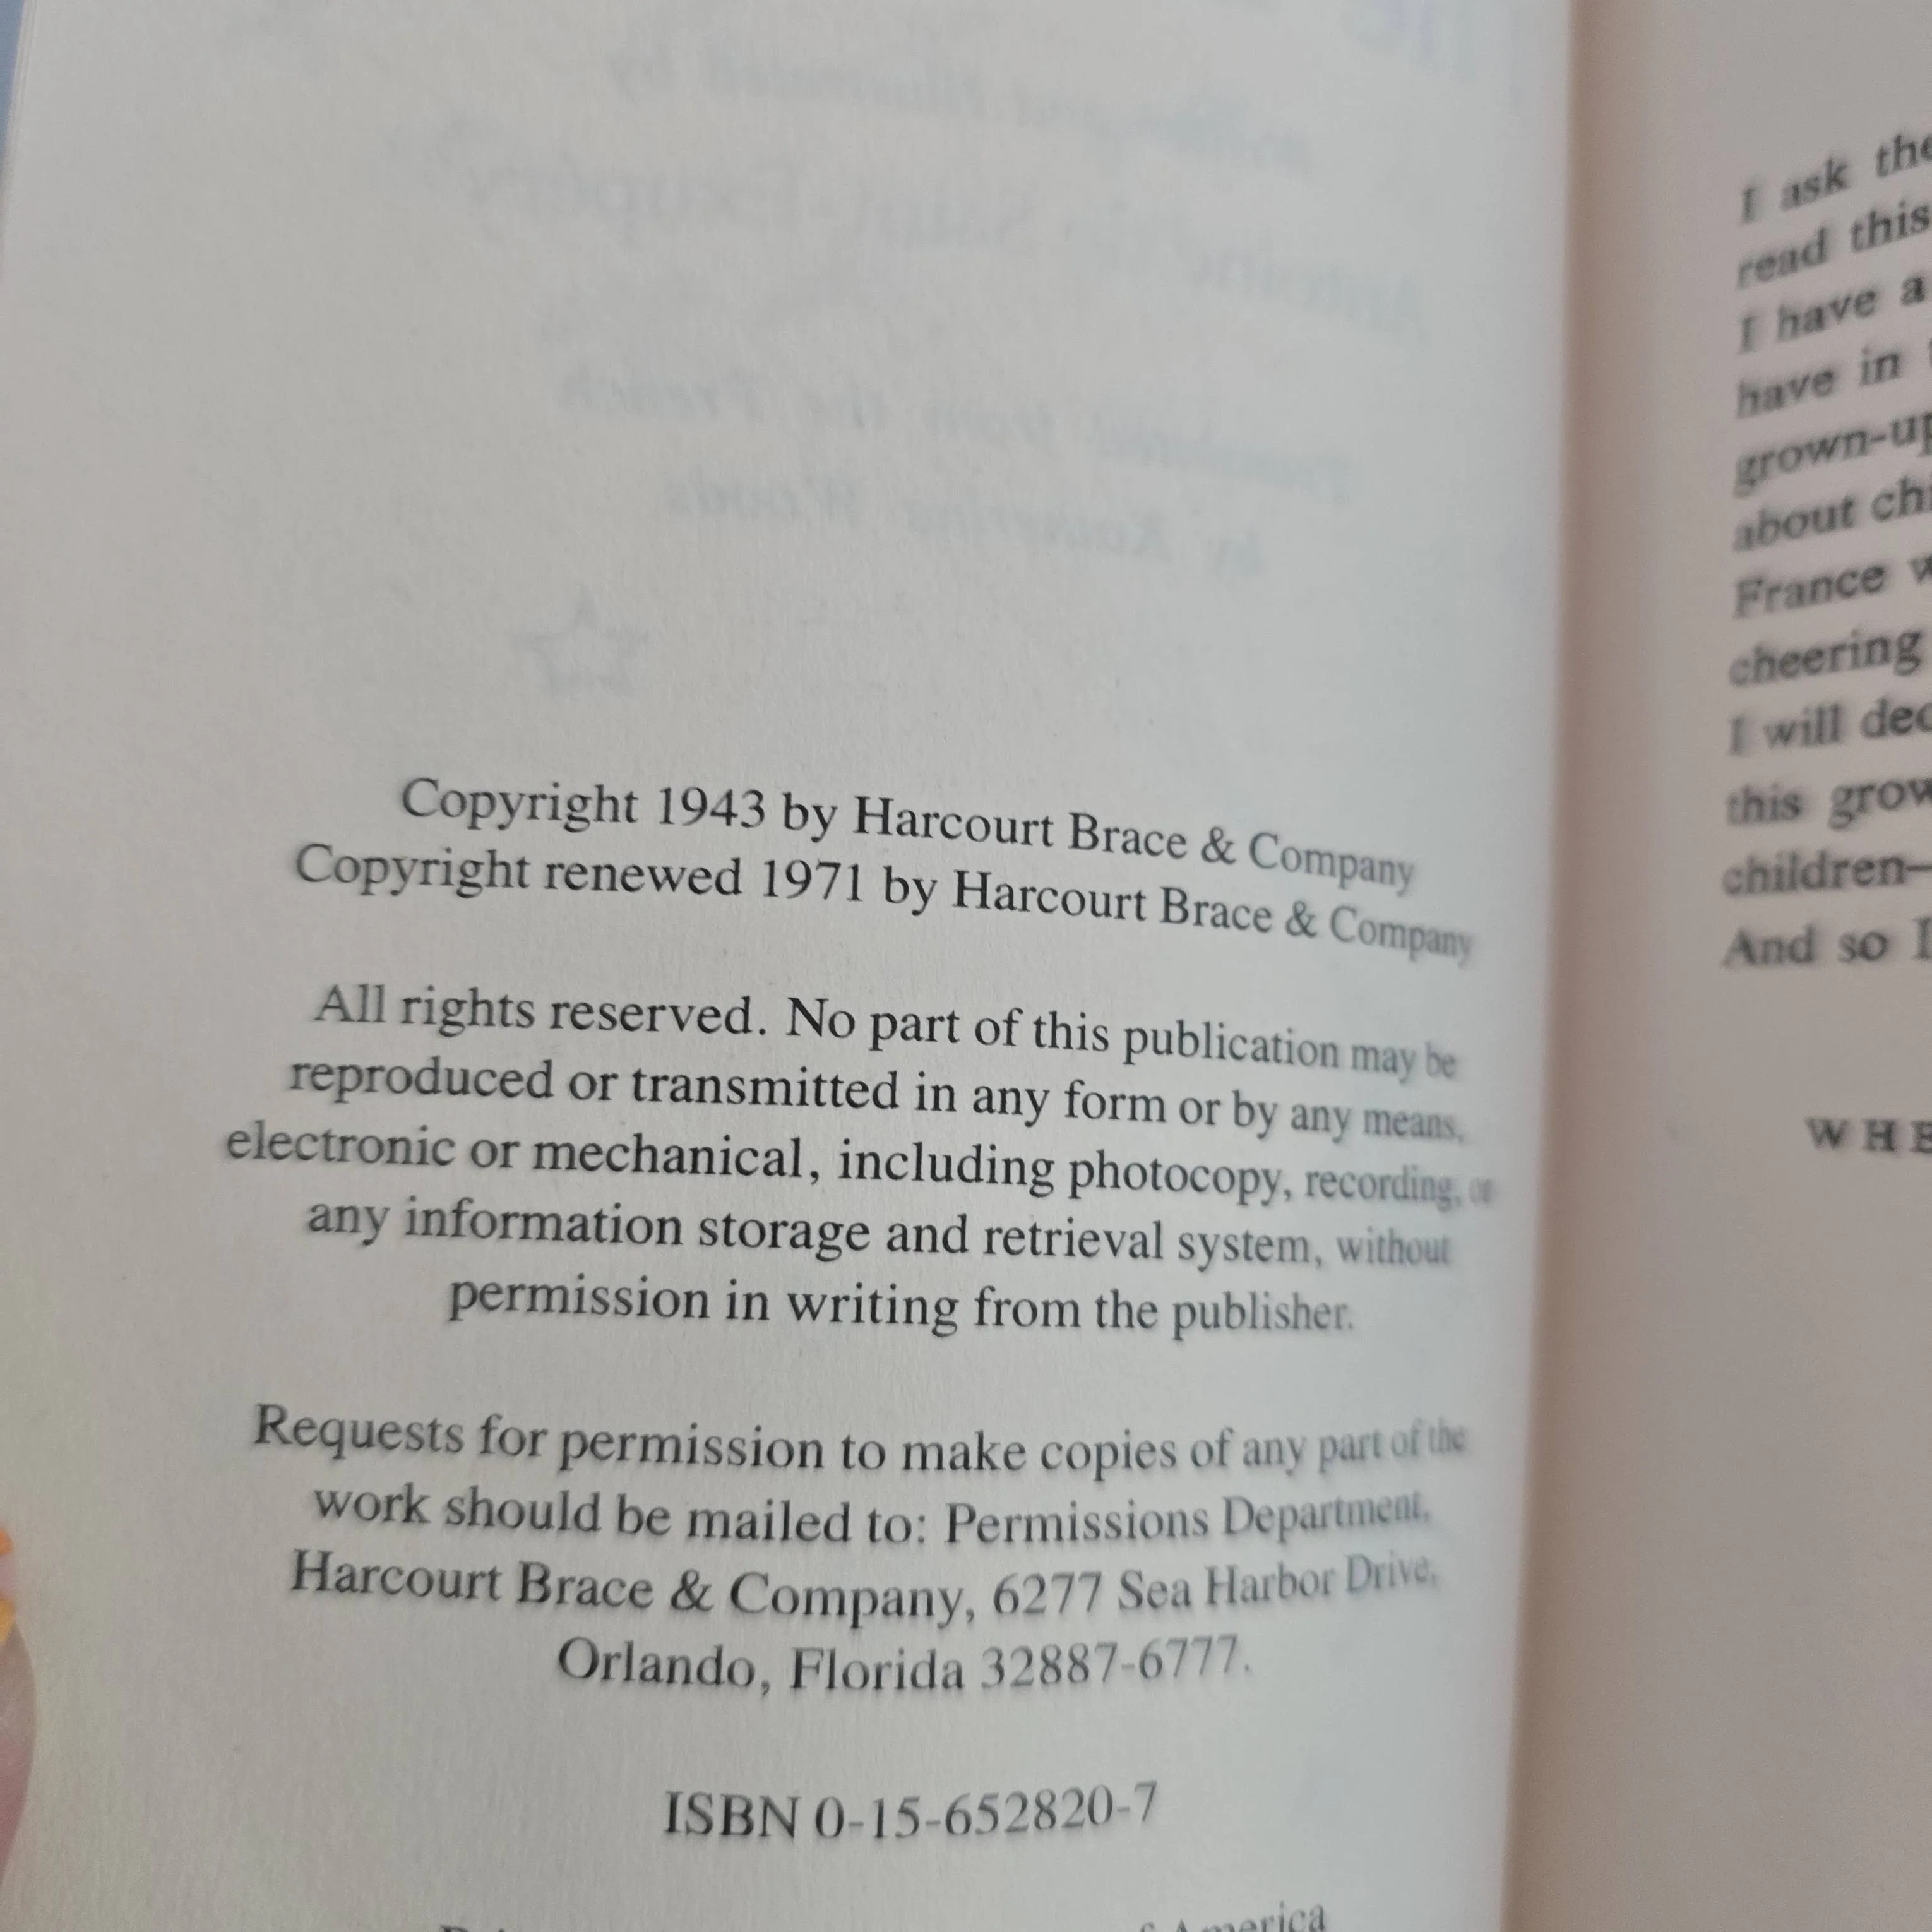 Copyright 1943 by Harcourt Brace & Company
Copyright renewed 1971 by Harcourt Brace & Company
All rights reserved. No part of this publication may be
reproduced or transmitted in any form or by any means,
electronic or mechanical, including photocopy, recording, or
any information storage and retrieval system, without
permission in writing from the publisher.
Requests for permission to make copies of any part of the
work should be mailed to: Permissions Department,
Harcourt Brace & Company, 6277 Sea Harbor Drive,
Orlando, Florida 32887-6777.
ISBN 0-15-652820-7
America
I ask the
read this
I have a
have in
grown-up
about
France
cheering
I will
this
children—
And so I